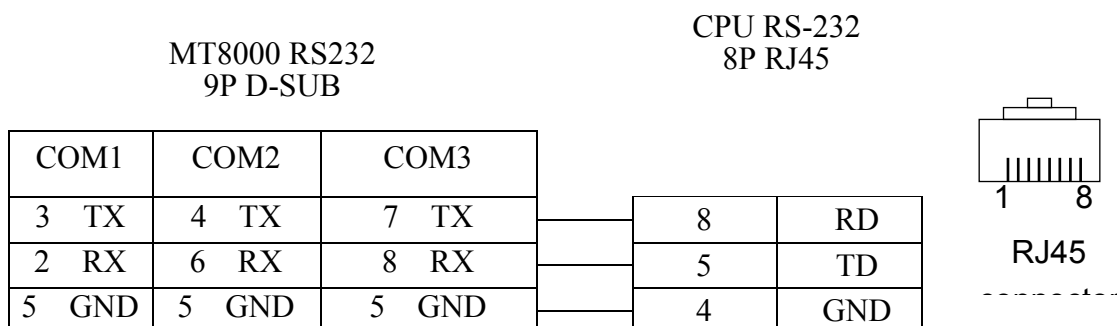 MT8000 RS232
9P D-SUB
CPU RS-232
8P RJ45
COM1 COM2 COM3
3 TX 4 TX 7 TX 8 RD
2 RX 6 RX 8 RX 5 TD
5 GND 5 GND 5 GND 4 GND
1 8
RJ45